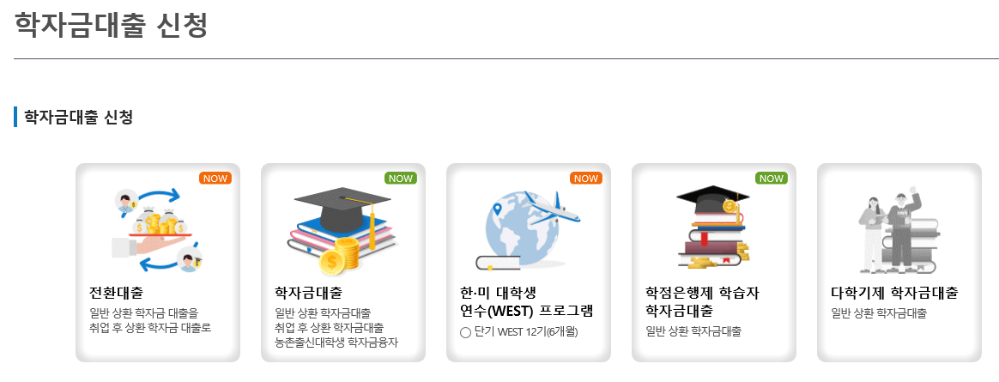 학자금대출 신청
학자금대출 신청
NOW
전환대출
일반 상환 학자금 대출을
취업 후 상환 학자금 대출로
NOW
학자금대출
일반 상환 학자금대출
취업 후 상환 학자금대출
농촌출신대학생 학자금융자
NOW
한·미 대학생
연수(WEST) 프로그램
단기 WEST 12기(6개월)
NOW
학점은행제 학습자
학자금대출
일반 상환 학자금대출
다학기제 학자금대출
일반 상환 학자금대출